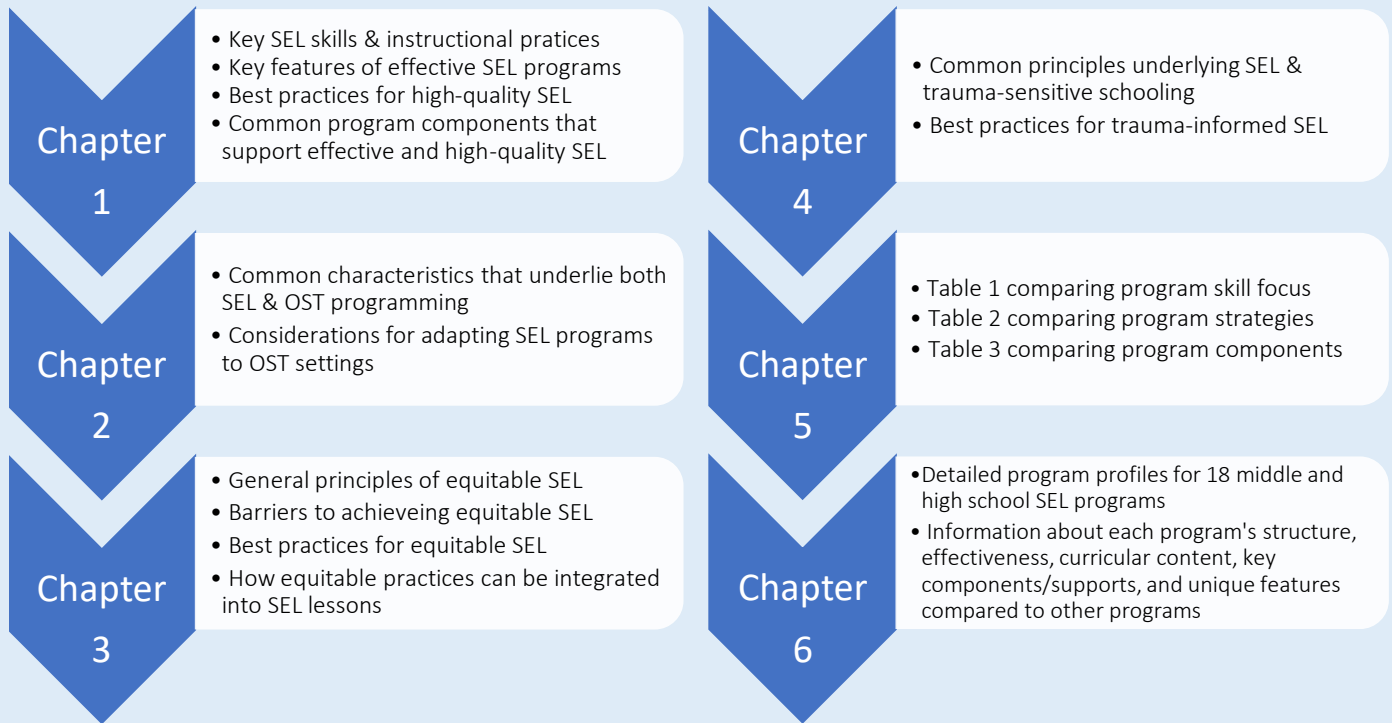 Chapter
1
• Key SEL skills & instructional pratices
• Key features of effective SEL programs
• Best practices for high-quality SEL
• Common program components that
support effective and high-quality SEL
Chapter
2
• Common characteristics that underlie both
SEL & OST programming
• Considerations for adapting SEL programs
to OST settings
Chapter
3
• General principles of equitable SEL
• Barriers to achieveing equitable SEL
• Best practices for equitable SEL
• How equitable practices can be integrated
into SEL lessons
Chapter
4
• Common principles underlying SEL &
trauma-sensitive schooling
• Best practices for trauma-informed SEL
Chapter
5
• Table 1 comparing program skill focus
• Table 2 comparing program strategies
• Table 3 comparing program components
Chapter
6
•Detailed program profiles for 18 middle and
high school SEL programs
• Information about each program's structure,
effectiveness, curricular content, key
components/supports, and unique features
compared to other programs